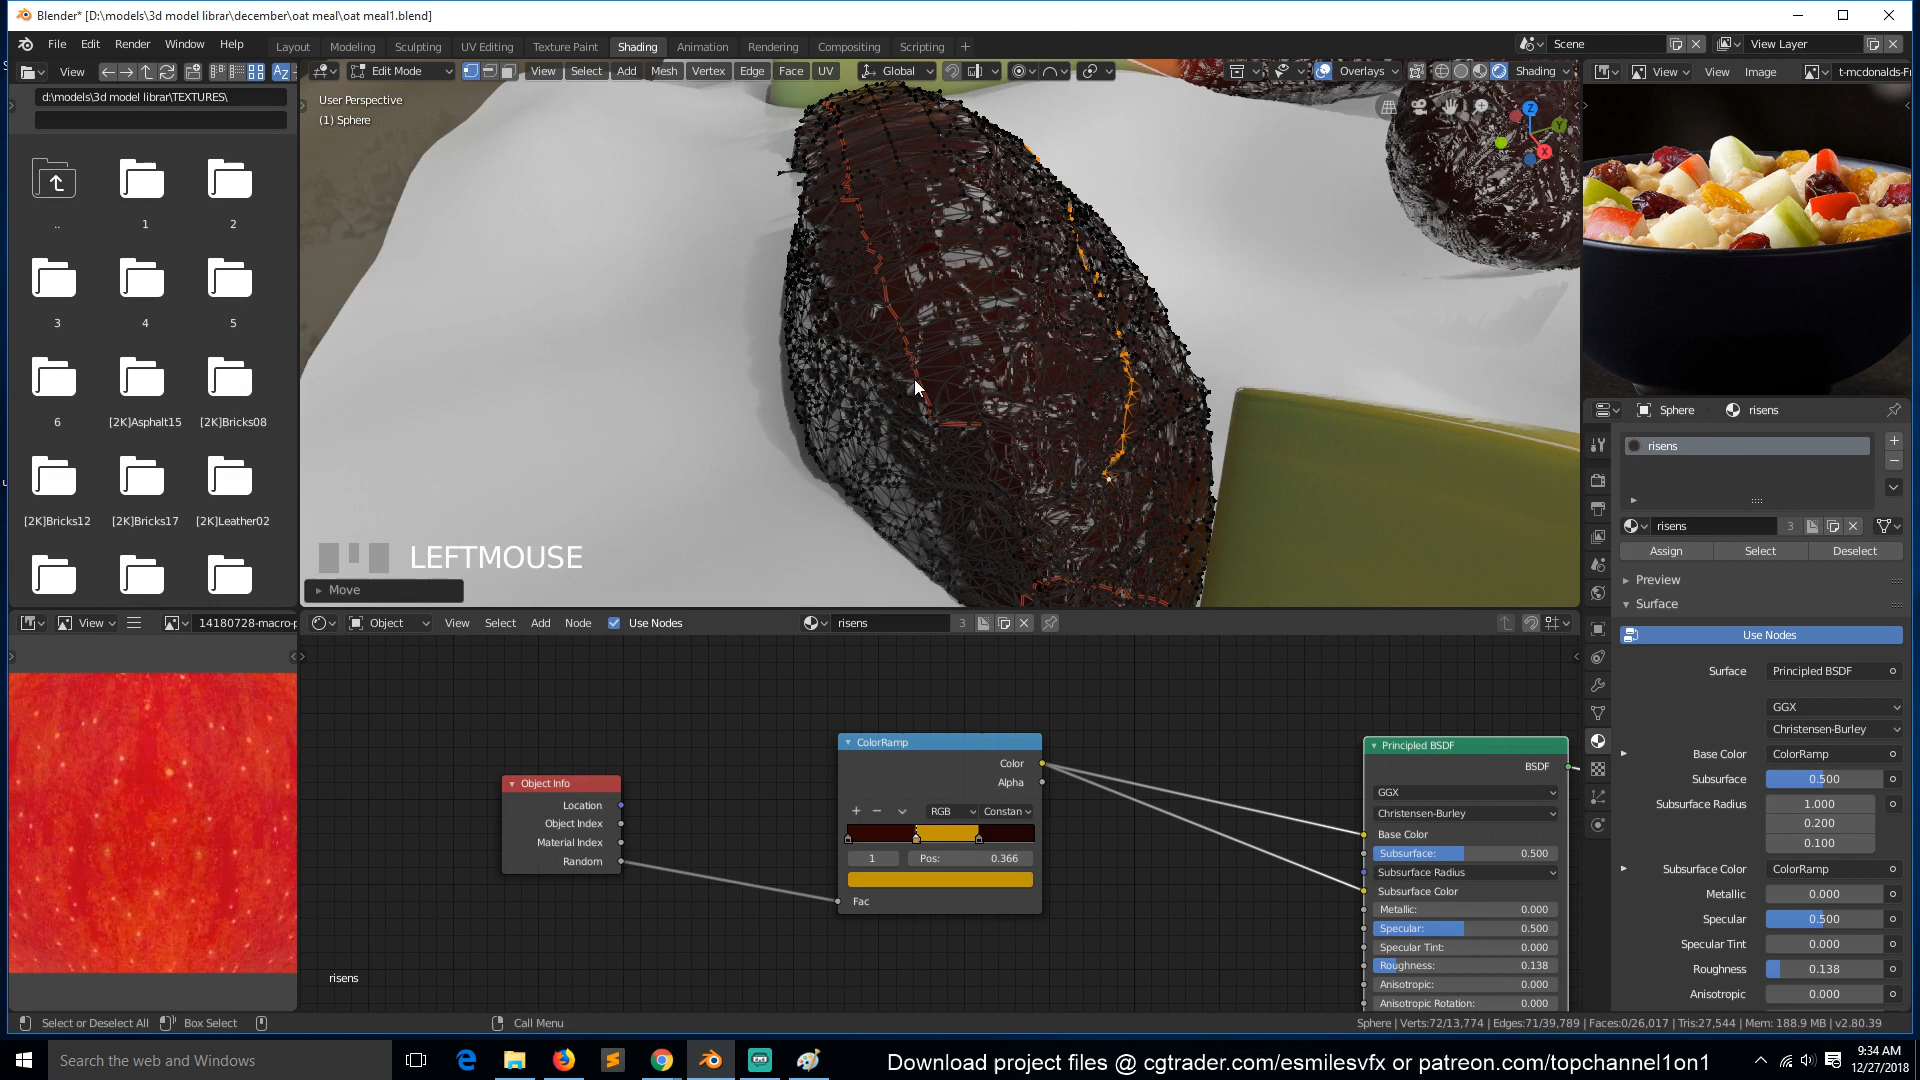 Blender* [D:\models\3d model librar\december\oat meal\oat meal1.blend]
File Edit Render Window Help
Layout Modeling Sculpting UV Editing Texture Paint Shading Animation Rendering Compositing Scripting +
Scene
View Layer
View
Edit Mode
View Select Add Mesh Vertex Edge Face UV
Global
Overlays
Shading
View View Image
t-mcdonalds-Fr
d:\models\3d model librar\TEXTURES\
User Perspective
(1) Sphere
Z
Y
X
..
1
2
3
4
5
6
[2K]Asphalt15
[2K]Bricks08
[2K]Bricks12
[2K]Bricks17
[2K]Leather02
LEFTMOUSE
Move
Sphere
risens
risens
risens
3
Assign
Select
Deselect
Preview
Surface
Use Nodes
Surface
Principled BSDF
GGX
Christensen-Burley
Base Color
ColorRamp
Subsurface
0.500
Subsurface Radius
1.000
0.200
0.100
Subsurface Color
ColorRamp
Metallic
0.000
Specular
0.500
Specular Tint
0.000
Roughness
0.138
Anisotropic
0.000
View
14180728-macro-p
Object
View Select Add Node
Use Nodes
risens
3
Object Info
Location
Object Index
Material Index
Random
ColorRamp
Color
Alpha
RGB
Constan
1
Pos:
0.366
Fac
Principled BSDF
BSDF
GGX
Christensen-Burley
Base Color
Subsurface: 0.500
Subsurface Radius
Subsurface Color
Metallic: 0.000
Specular: 0.500
Specular Tint: 0.000
Roughness: 0.138
Anisotropic: 0.000
Anisotropic Rotation: 0.000
risens
Select or Deselect All
Box Select
Call Menu
Sphere | Verts:72/13,774 | Edges:71/39,789 | Faces:0/26,017 | Tris:27,544 | Mem: 188.9 MB | v2.80.39
Search the web and Windows
Download project files @ cgtrader.com/esmilesvfx or patreon.com/topchannel1on1
9:34 AM
12/27/2018